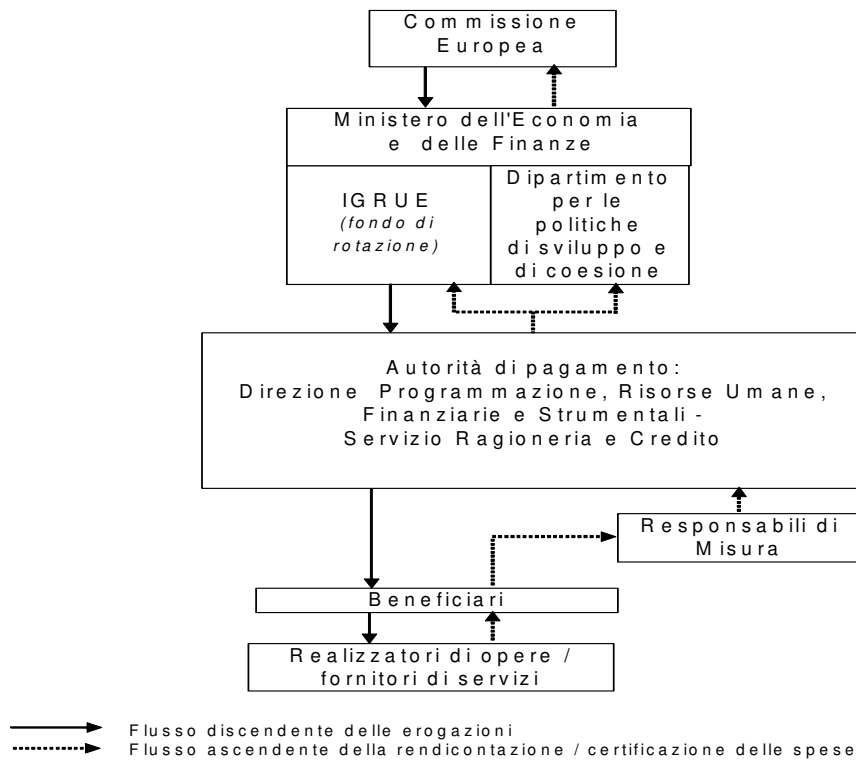 Commissione
Europea
Ministero dell'Economia
e delle Finanze
IGRUE
(fondo di
rotazione)
Dipartimento
per le
politiche
di sviluppo e
di coesione
Autorità di pagamento:
Direzione Programmazione, Risorse Umane,
Finanziarie e Strumentali -
Servizio Ragioneria e Credito
Responsabili di
Misura
Beneficiari
Realizzatori di opere /
fornitori di servizi
Flusso discendente delle erogazioni
Flusso ascendente della rendicontazione / certificazione delle spese